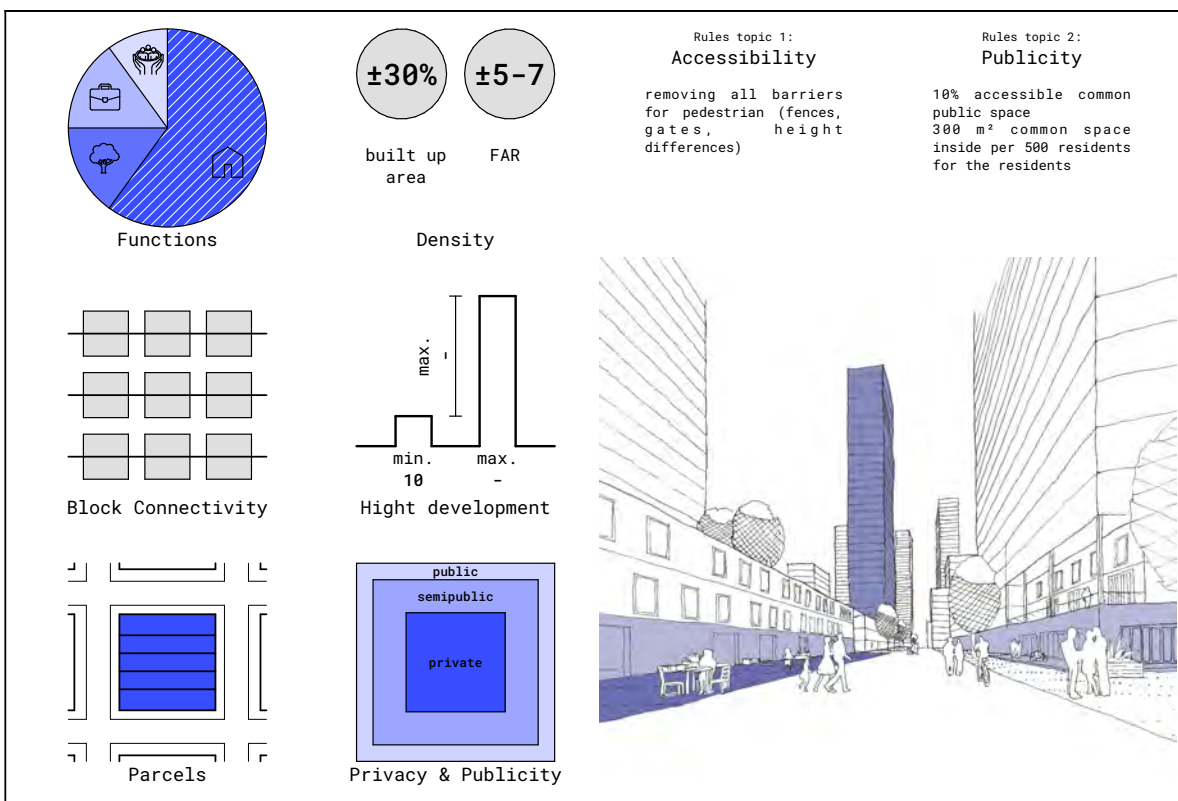 ±30%
±5-7
built up
area
FAR
Functions
Density
Rules topic 1:
Accessibility
removing all barriers
for pedestrian (fences,
gates, height
differences)
Rules topic 2:
Publicity
10% accessible common
public space
300 m² common space
inside per 500 residents
for the residents
Block Connectivity
max.
-
min.
10
max.
-
Hight development
Parcels
public
semipublic
private
Privacy & Publicity